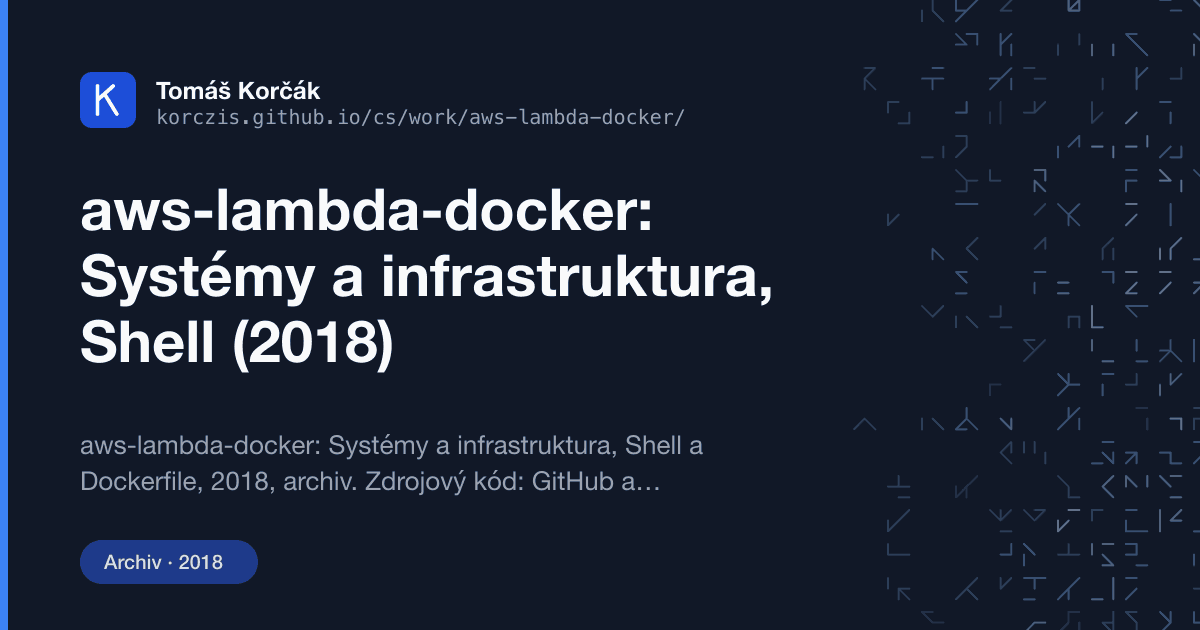 K
Tomáš Korčák
korczis.github.io/cs/work/aws-lambda-docker/
aws-lambda-docker:
Systémy a infrastruktura,
Shell (2018)
aws-lambda-docker: Systémy a infrastruktura, Shell a
Dockerfile, 2018, archiv. Zdrojový kód: GitHub a…
Archiv · 2018